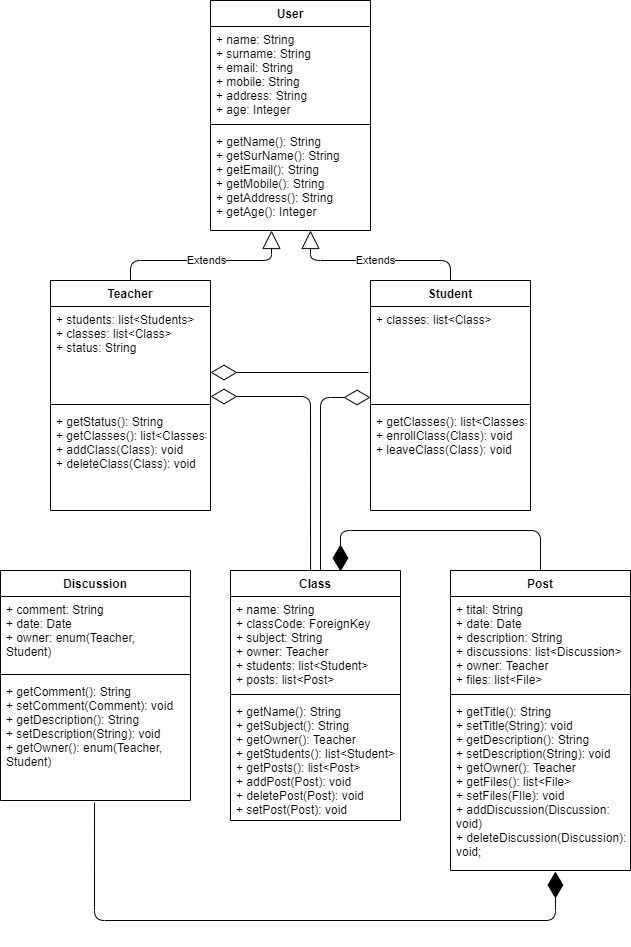 User
+ name: String
+ surname: String
+ email: String
+ mobile: String
+ address: String
+ age: Integer
+ getName(): String
+ getSurName(): String
+ getEmail(): String
+ getMobile(): String
+ getAddress(): String
+ getAge(): Integer
Extends
Extends
Teacher
+ students: list<Students>
+ classes: list<Class>
+ status: String
+ getStatus(): String
+ getClasses(): list<Classes>
+ addClass(Class): void
+ deleteClass(Class): void
Student
+ classes: list<Class>
+ getClasses(): list<Classes>
+ enrollClass(Class): void
+ leaveClass(Class): void
Discussion
+ comment: String
+ date: Date
+ owner: enum(Teacher,
Student)
+ getComment(): String
+ setComment(Comment): void
+ getDescription(): String
+ setDescription(String): void
+ getOwner(): enum(Teacher,
Student)
Class
+ name: String
+ classCode: ForeignKey
+ subject: String
+ owner: Teacher
+ students: list<Student>
+ posts: list<Post>
+ getName(): String
+ getSubject(): String
+ getOwner(): Teacher
+ getStudents(): list<Student>
+ getPosts(): list<Post>
+ addPost(Post): void
+ deletePost(Post): void
+ setPost(Post): void
Post
+ tital: String
+ date: Date
+ description: String
+ discussions: list<Discussion>
+ owner: Teacher
+ files: list<File>
+ getTitle(): String
+ setTitle(String): void
+ getDescription(): String
+ setDescription(String): void
+ getOwner(): Teacher
+ getFiles(): list<File>
+ setFiles(FIle): void
+ addDiscussion(Discussion:
void)
+ deleteDiscussion(Discussion):
void;